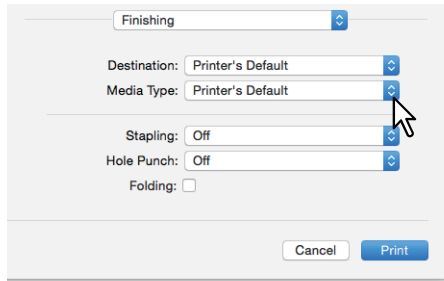 Finishing
Destination: Printer's Default
Media Type: Printer's Default
Stapling: Off
Hole Punch: Off
Folding:
Cancel Print